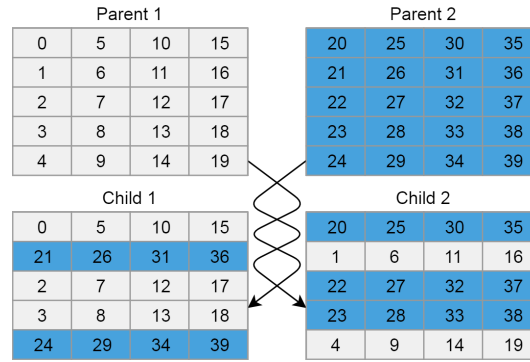 Parent 1 Parent 2
0 5 10 15 20 25 30 35
1 6 11 16 21 26 31 36
2 7 12 17 22 27 32 37
3 8 13 18 23 28 33 38
4 9 14 19 24 29 34 39
Child 1 Child 2
0 5 10 15 20 25 30 35
21 26 31 36 1 6 11 16
2 7 12 17 22 27 32 37
3 8 13 18 23 28 33 38
24 29 34 39 4 9 14 19